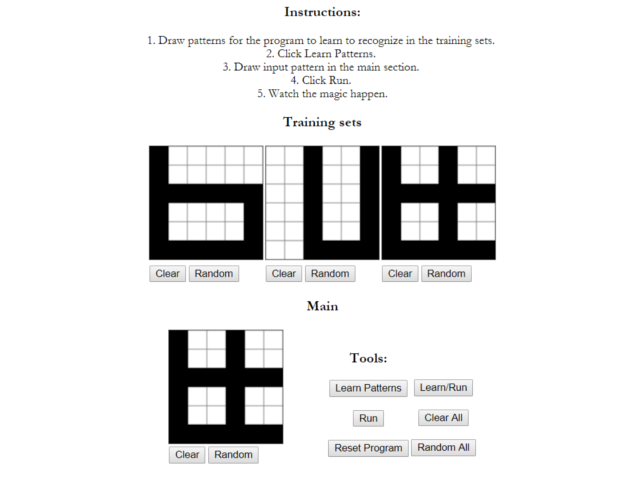 Instructions:
1. Draw patterns for the program to learn to recognize in the training sets.
2. Click Learn Patterns.
3. Draw input pattern in the main section.
4. Click Run.
5. Watch the magic happen.
Training sets
Clear Random Clear Random Clear Random
Main
Tools:
Learn Patterns Learn/Run
Run Clear All
Reset Program Random All
Clear Random